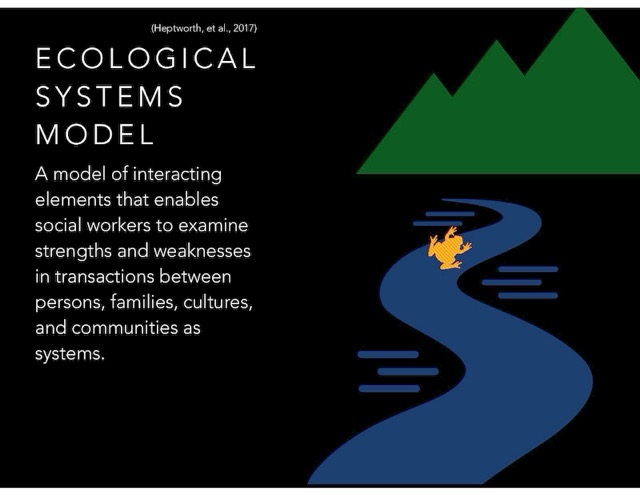 (Heptworth, et al., 2017)
ECOLOGICAL
SYSTEMS
MODEL
A model of interacting
elements that enables
social workers to examine
strengths and weaknesses
in transactions between
persons, families, cultures,
and communities as
systems.